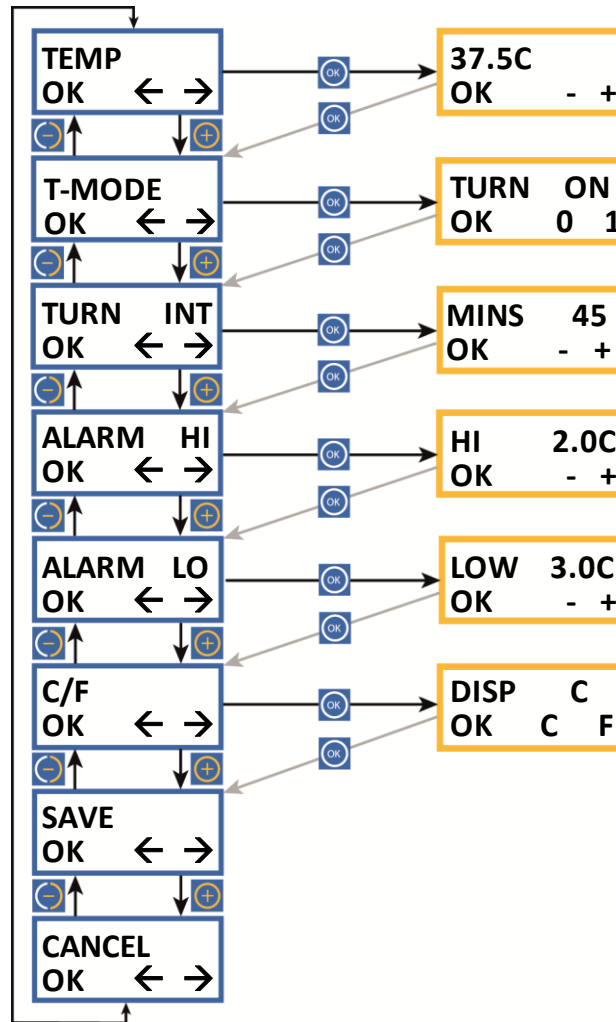 TEMP
OK ← →
OK
37.5C
OK - +
OK
T-MODE
OK ← →
OK
TURN ON
OK 0 1
OK
TURN INT
OK ← →
OK
MINS 45
OK - +
OK
ALARM HI
OK ← →
OK
HI 2.0C
OK - +
OK
ALARM LO
OK ← →
OK
LOW 3.0C
OK - +
OK
C/F
OK ← →
OK
DISP C
OK C F
OK
SAVE
OK ← →
CANCEL
OK ← →